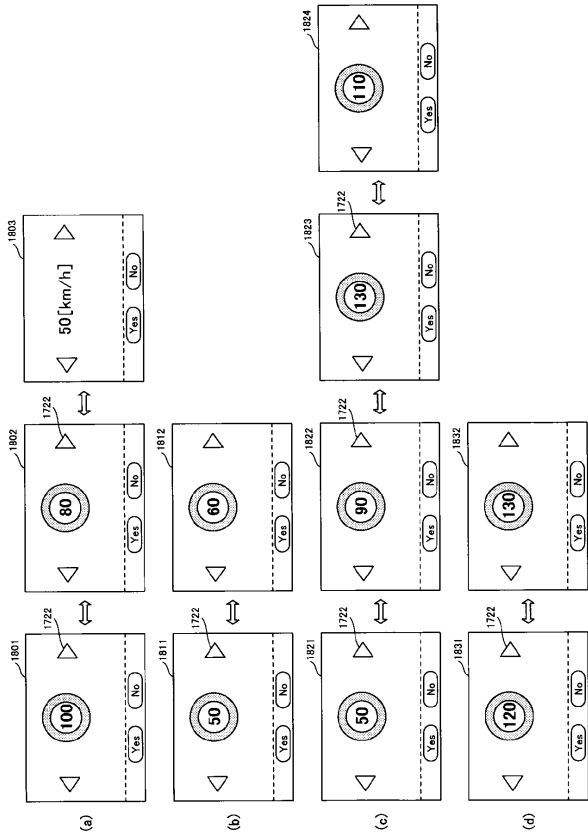 (a)
1801
100
1722
Yes No
1802
80
1722
Yes No
1803
50[km/h]
Yes No
(b)
1811
50
1722
Yes No
1812
60
Yes No
(c)
1821
50
1722
Yes No
1822
90
1722
Yes No
1823
130
1722
Yes No
1824
110
Yes No
(d)
1831
120
1722
Yes No
1832
130
Yes No